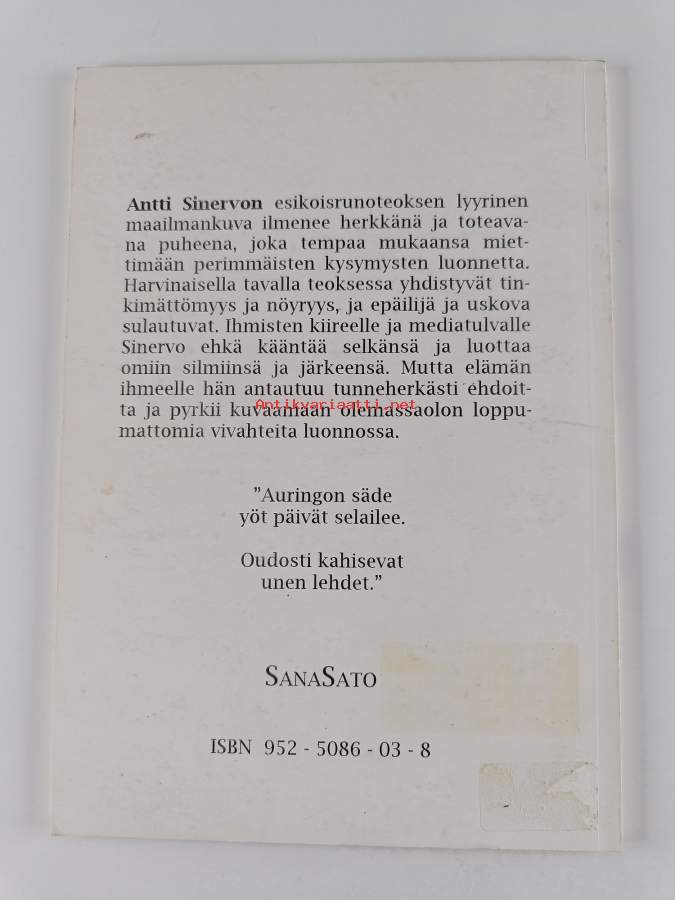 Antti Sinervon esikoisrunoteoksen lyyrinen
maailmankuva ilmenee herkkänä ja toteava-
na puheena, joka tempaa mukaansa miet-
timään perimmäisten kysymysten luonnetta.
Harvinaisella tavalla teoksessa yhdistyvät tin-
kimättömyys ja nöyryys, ja epäilijä ja uskova
sulautuvat. Ihmisten kiireelle ja mediatulvalle
Sinervo ehkä kääntää selkänsä ja luottaa
omiin silmiinsä ja järkeensä. Mutta elämän
ihmeelle hän antautuu tunneherkästi ehdoit-
ta ja pyrkii kuvaamaan olemassaolon loppu-
mattomia vivahteita luonnossa.
Antikvariaatti.net
"Auringon säde
yöt päivät selailee.
Oudosti kahisevat
unen lehdet."
SANASATO
ISBN 952 - 5086 - 03 - 8